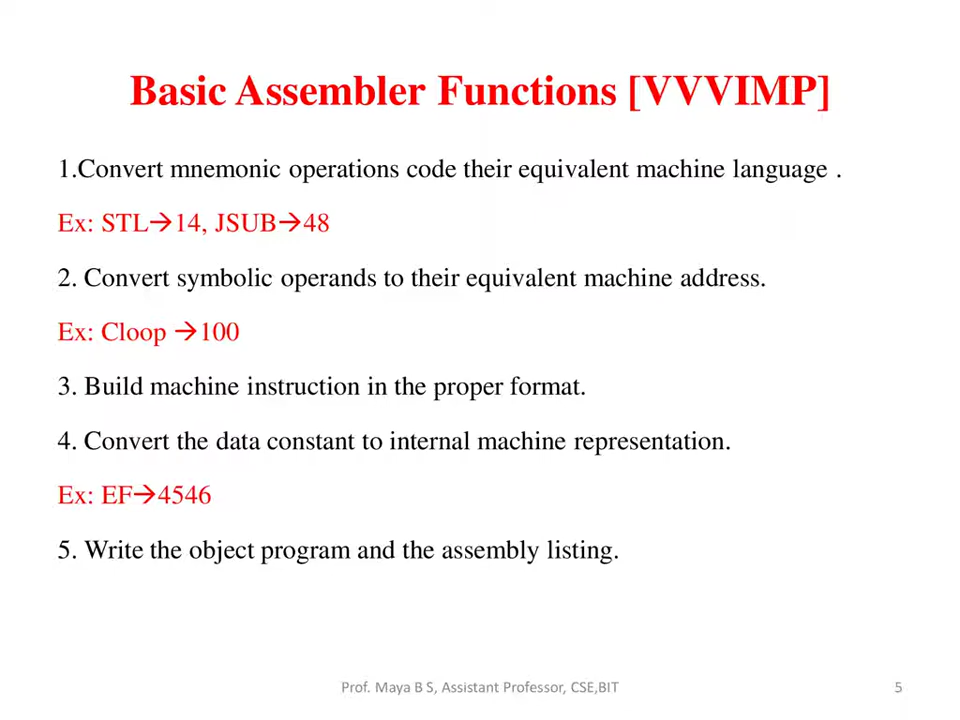 Basic Assembler Functions [VVVIMP]
1.Convert mnemonic operations code their equivalent machine language .
Ex: STL→14, JSUB→48
2. Convert symbolic operands to their equivalent machine address.
Ex: Cloop →100
3. Build machine instruction in the proper format.
4. Convert the data constant to internal machine representation.
Ex: EF→4546
5. Write the object program and the assembly listing.
Prof. Maya B S, Assistant Professor, CSE,BIT
5